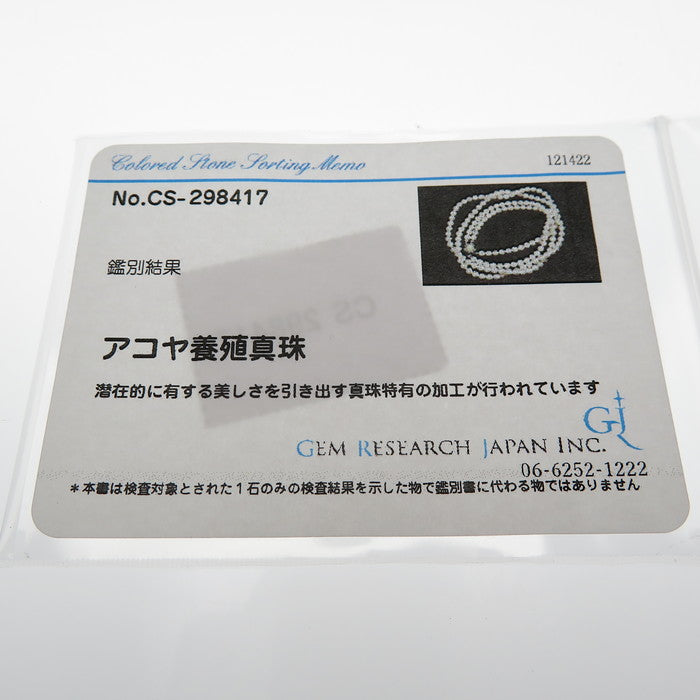 Colored Stone Sorting Memo
121422
No.CS-298417
鑑別結果
CS 2984
アコヤ養殖真珠
潜在的に有する美しさを引き出す真珠特有の加工が行われています
GJ
GEM RESEARCH JAPAN INC.
06-6252-1222
*本書は検査対象とされた1石のみの検査結果を示した物で鑑別書に代わる物ではありません